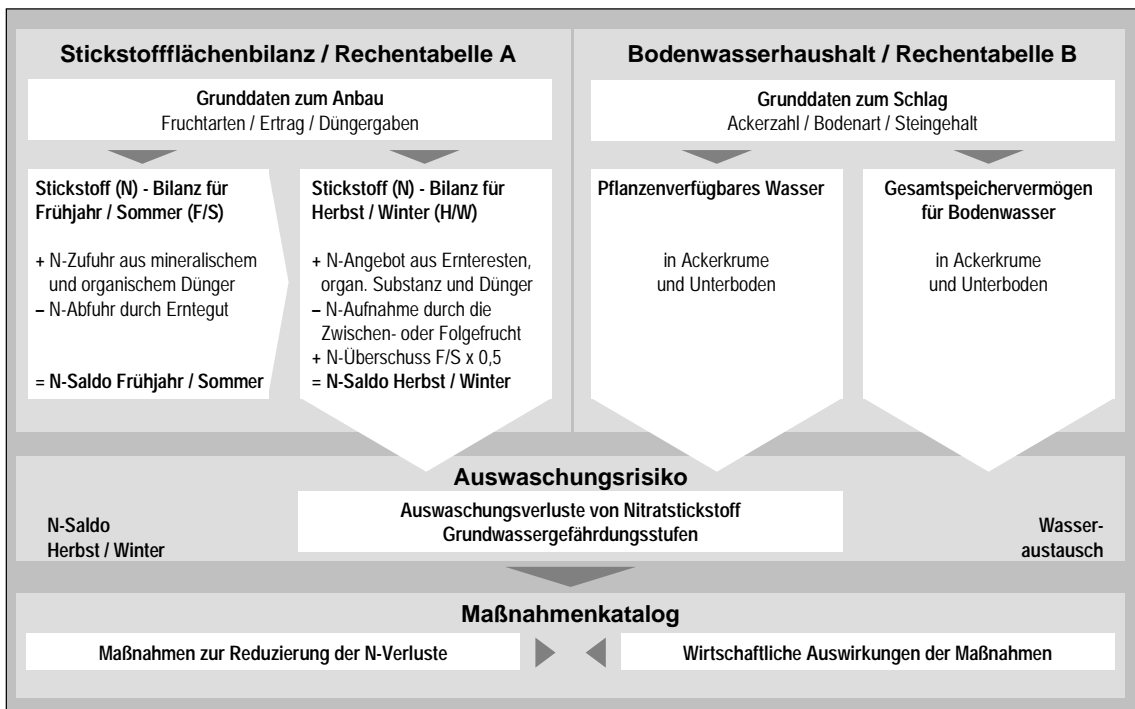 Stickstoffflächenbilanz / Rechentabelle A
Grunddaten zum Anbau
Fruchtarten / Ertrag / Düngergaben
Stickstoff (N) - Bilanz für
Frühjahr / Sommer (F/S)
+ N-Zufuhr aus mineralischem
und organischem Dünger
– N-Abfuhr durch Erntegut
= N-Saldo Frühjahr / Sommer
Stickstoff (N) - Bilanz für
Herbst / Winter (H/W)
+ N-Angebot aus Ernteresten,
organ. Substanz und Dünger
– N-Aufnahme durch die
Zwischen- oder Folgefrucht
+ N-Überschuss F/S x 0,5
= N-Saldo Herbst / Winter
Bodenwasserhaushalt / Rechentabelle B
Grunddaten zum Schlag
Ackerzahl / Bodenart / Steingehalt
Pflanzenverfügbares Wasser
in Ackerkrume
und Unterboden
Gesamtspeichervermögen
für Bodenwasser
in Ackerkrume
und Unterboden
Auswaschungsrisiko
Auswaschungsverluste von Nitratstickstoff
Grundwassergefährdungsstufen
N-Saldo
Herbst / Winter
Wasser-
austausch
Maßnahmenkatalog
Maßnahmen zur Reduzierung der N-Verluste
Wirtschaftliche Auswirkungen der Maßnahmen